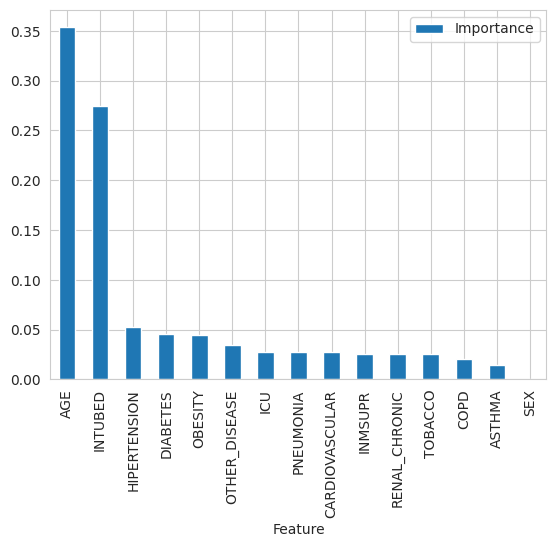 Importance
0.35
0.30
0.25
0.20
0.15
0.10
0.05
0.00
AGE
INTUBED
HIPERTENSION
DIABETES
OBESITY
OTHER_DISEASE
ICU
PNEUMONIA
CARDIOVASCULAR
INMSUPR
RENAL_CHRONIC
TOBACCO
COPD
ASTHMA
SEX
Feature